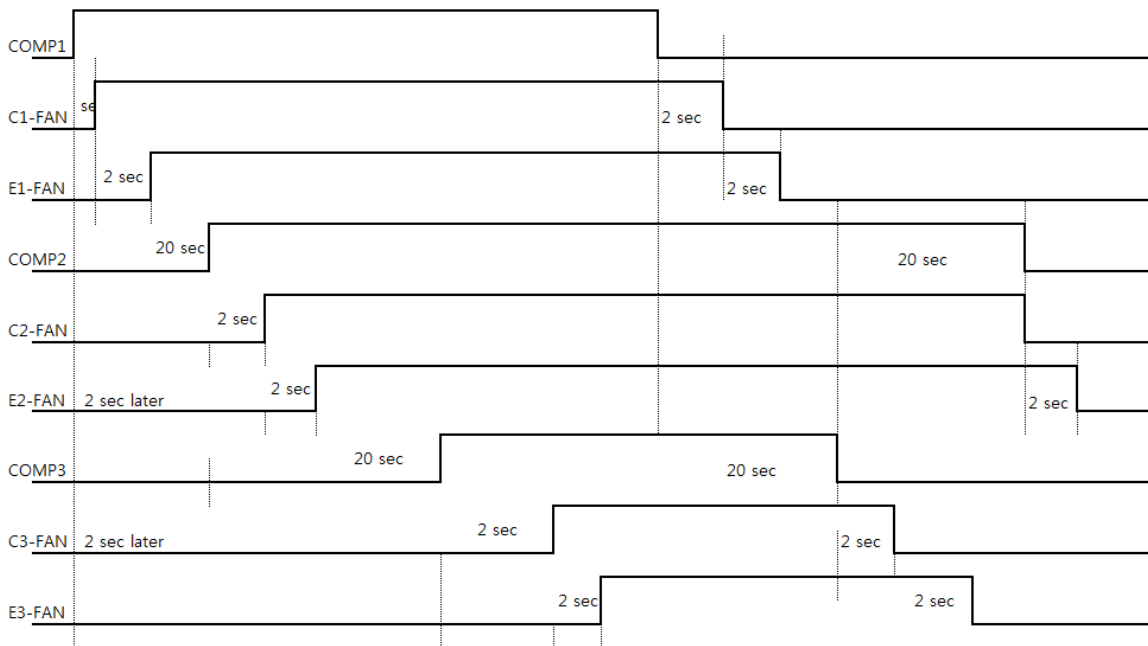 COMP1
C1-FAN
2 sec
E1-FAN
2 sec
2 sec
COMP2
20 sec
20 sec
C2-FAN
2 sec
E2-FAN
2 sec later
2 sec
2 sec
COMP3
20 sec
20 sec
C3-FAN
2 sec later
2 sec
2 sec
E3-FAN
2 sec
2 sec